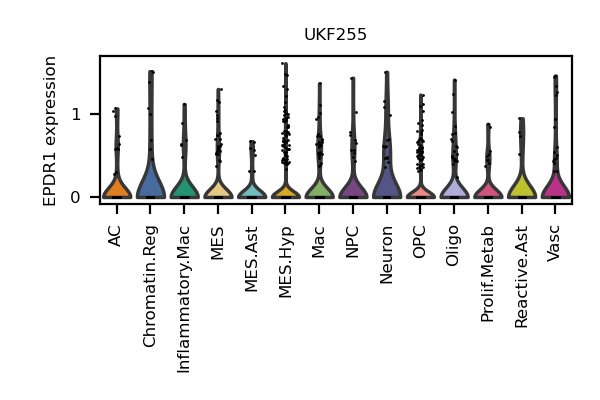 UKF255
EPDR1 expression
1
0
AC
Chromatin.Reg
Inflammatory.Mac
MES
MES.Ast
MES.Hyp
Mac
NPC
Neuron
OPC
Oligo
Prolif.Metab
Reactive.Ast
Vasc